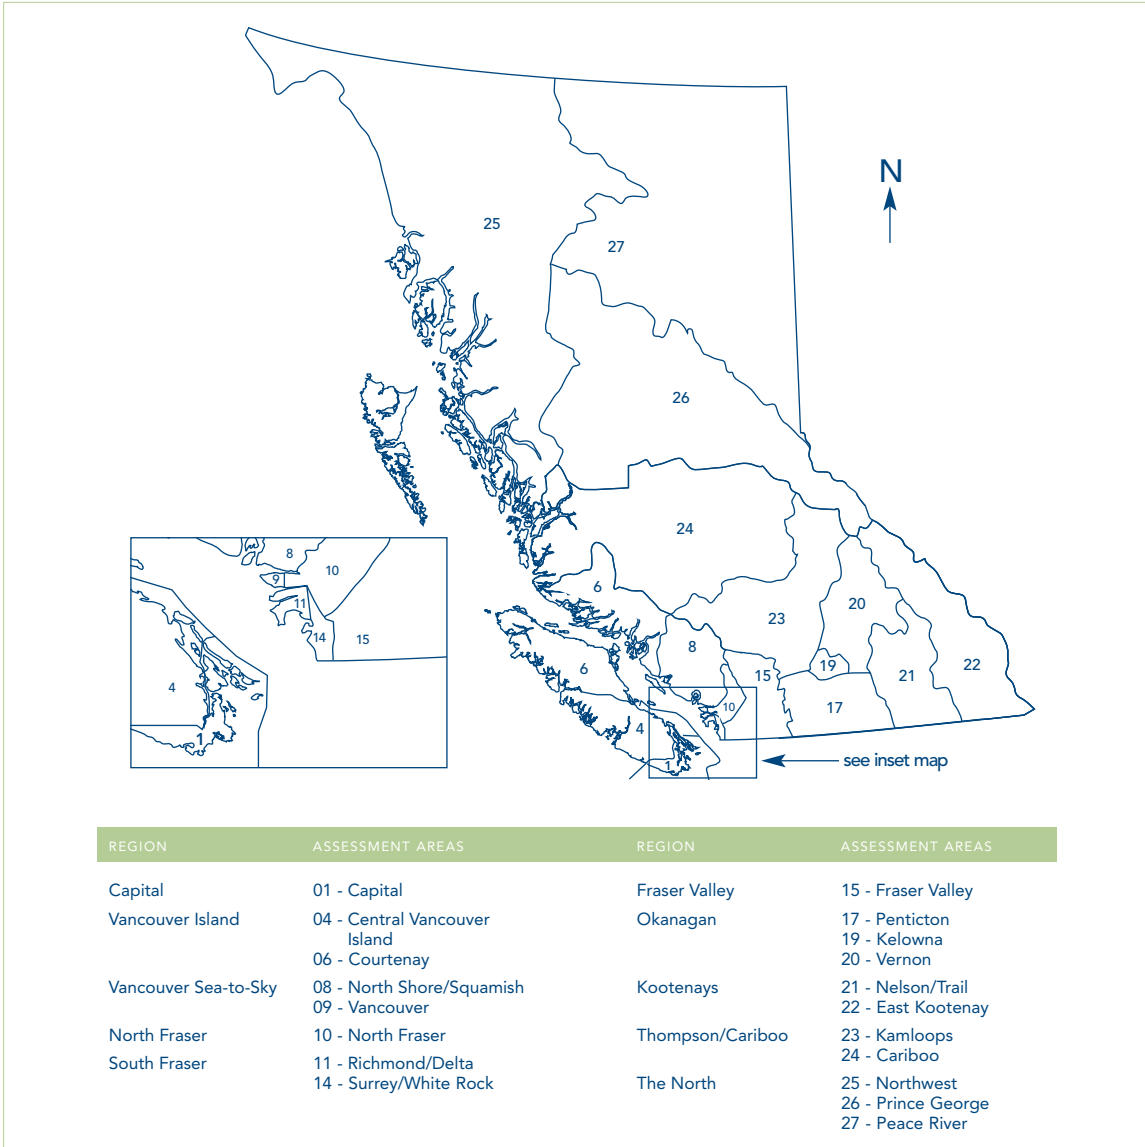 N
25
27
26
24
6
23
20
8
6
15
19
21
22
10
17
4
1
see inset map
8
9
10
11
14
15
4
1
REGION ASSESSMENT AREAS REGION ASSESSMENT AREAS
Capital 01 - Capital Fraser Valley 15 - Fraser Valley
Vancouver Island 04 - Central Vancouver Okanagan 17 - Penticton
Island 19 - Kelowna
06 - Courtenay 20 - Vernon
Vancouver Sea-to-Sky 08 - North Shore/Squamish Kootenays 21 - Nelson/Trail
09 - Vancouver 22 - East Kootenay
North Fraser 10 - North Fraser Thompson/Cariboo 23 - Kamloops
24 - Cariboo
South Fraser 11 - Richmond/Delta
14 - Surrey/White Rock The North 25 - Northwest
26 - Prince George
27 - Peace River